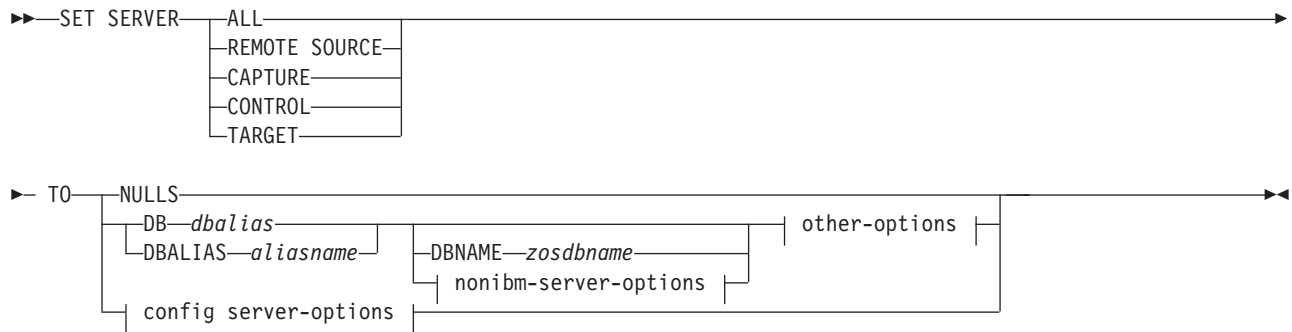 SET SERVER ALL
REMOTE SOURCE
CAPTURE
CONTROL
TARGET
TO NULLS
DB dbalias other-options
DBALIAS aliasname DBNAME zosdbname
nonibm-server-options
config server-options